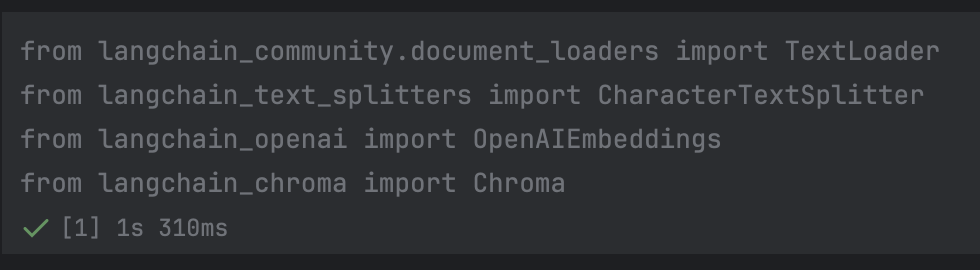 from langchain_community.document_loaders import TextLoader
from langchain_text_splitters import CharacterTextSplitter
from langchain_openai import OpenAIEmbeddings
from langchain_chroma import Chroma
[1] 1s 310ms